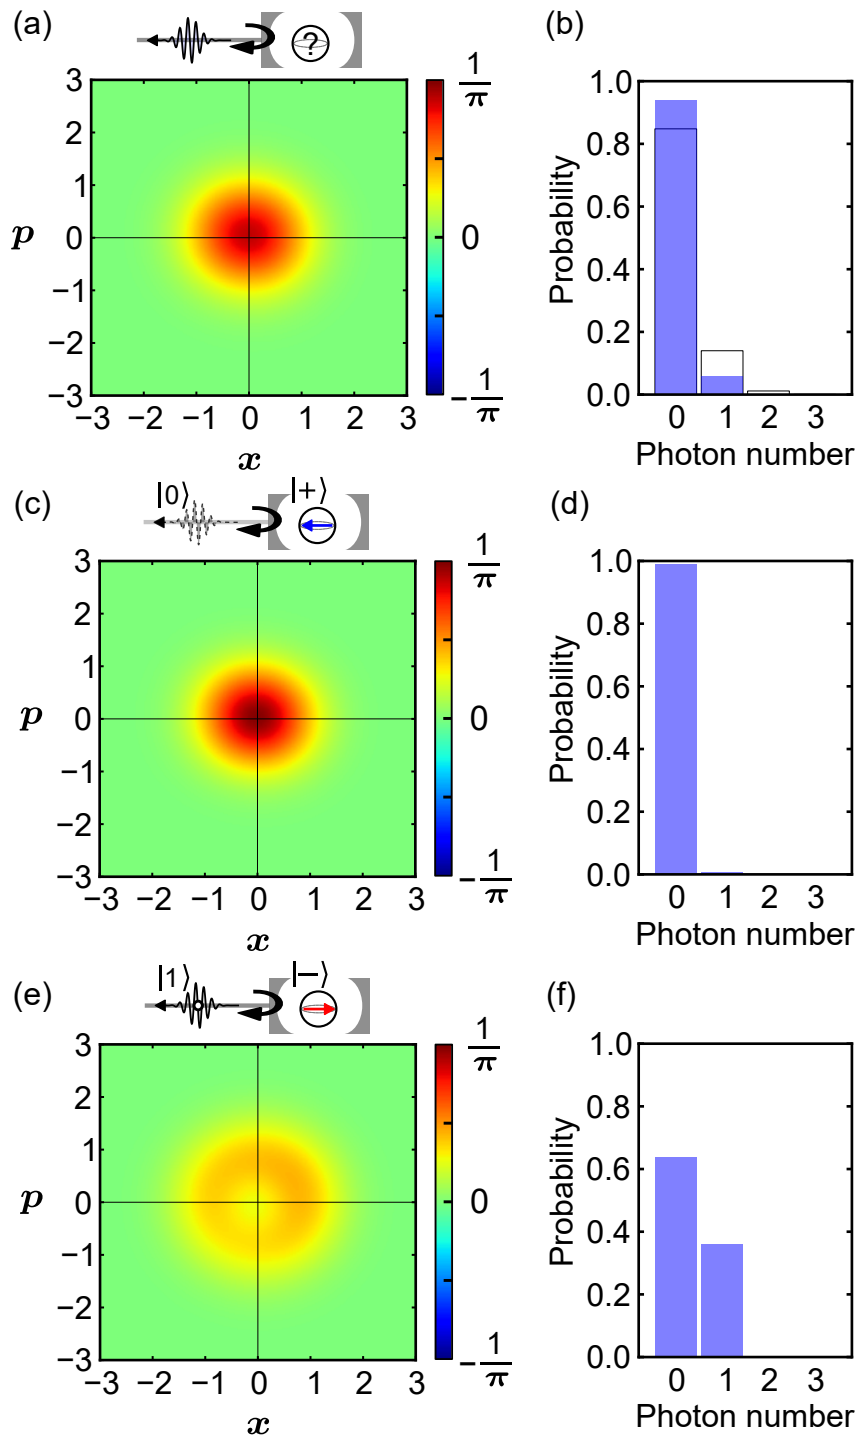 (a)
?
3
2
1
0
−1
−2
−3
p
−3 −2 −1 0 1 2 3
x
1/π
0
−1/π
(b)
1.0
0.8
0.6
0.4
0.2
0.0
Probability
0 1 2 3
Photon number
(c)
|0⟩
|+⟩
3
2
1
0
−1
−2
−3
p
−3 −2 −1 0 1 2 3
x
1/π
0
−1/π
(d)
1.0
0.8
0.6
0.4
0.2
0.0
Probability
0 1 2 3
Photon number
(e)
|1⟩
|−⟩
3
2
1
0
−1
−2
−3
p
−3 −2 −1 0 1 2 3
x
1/π
0
−1/π
(f)
1.0
0.8
0.6
0.4
0.2
0.0
Probability
0 1 2 3
Photon number